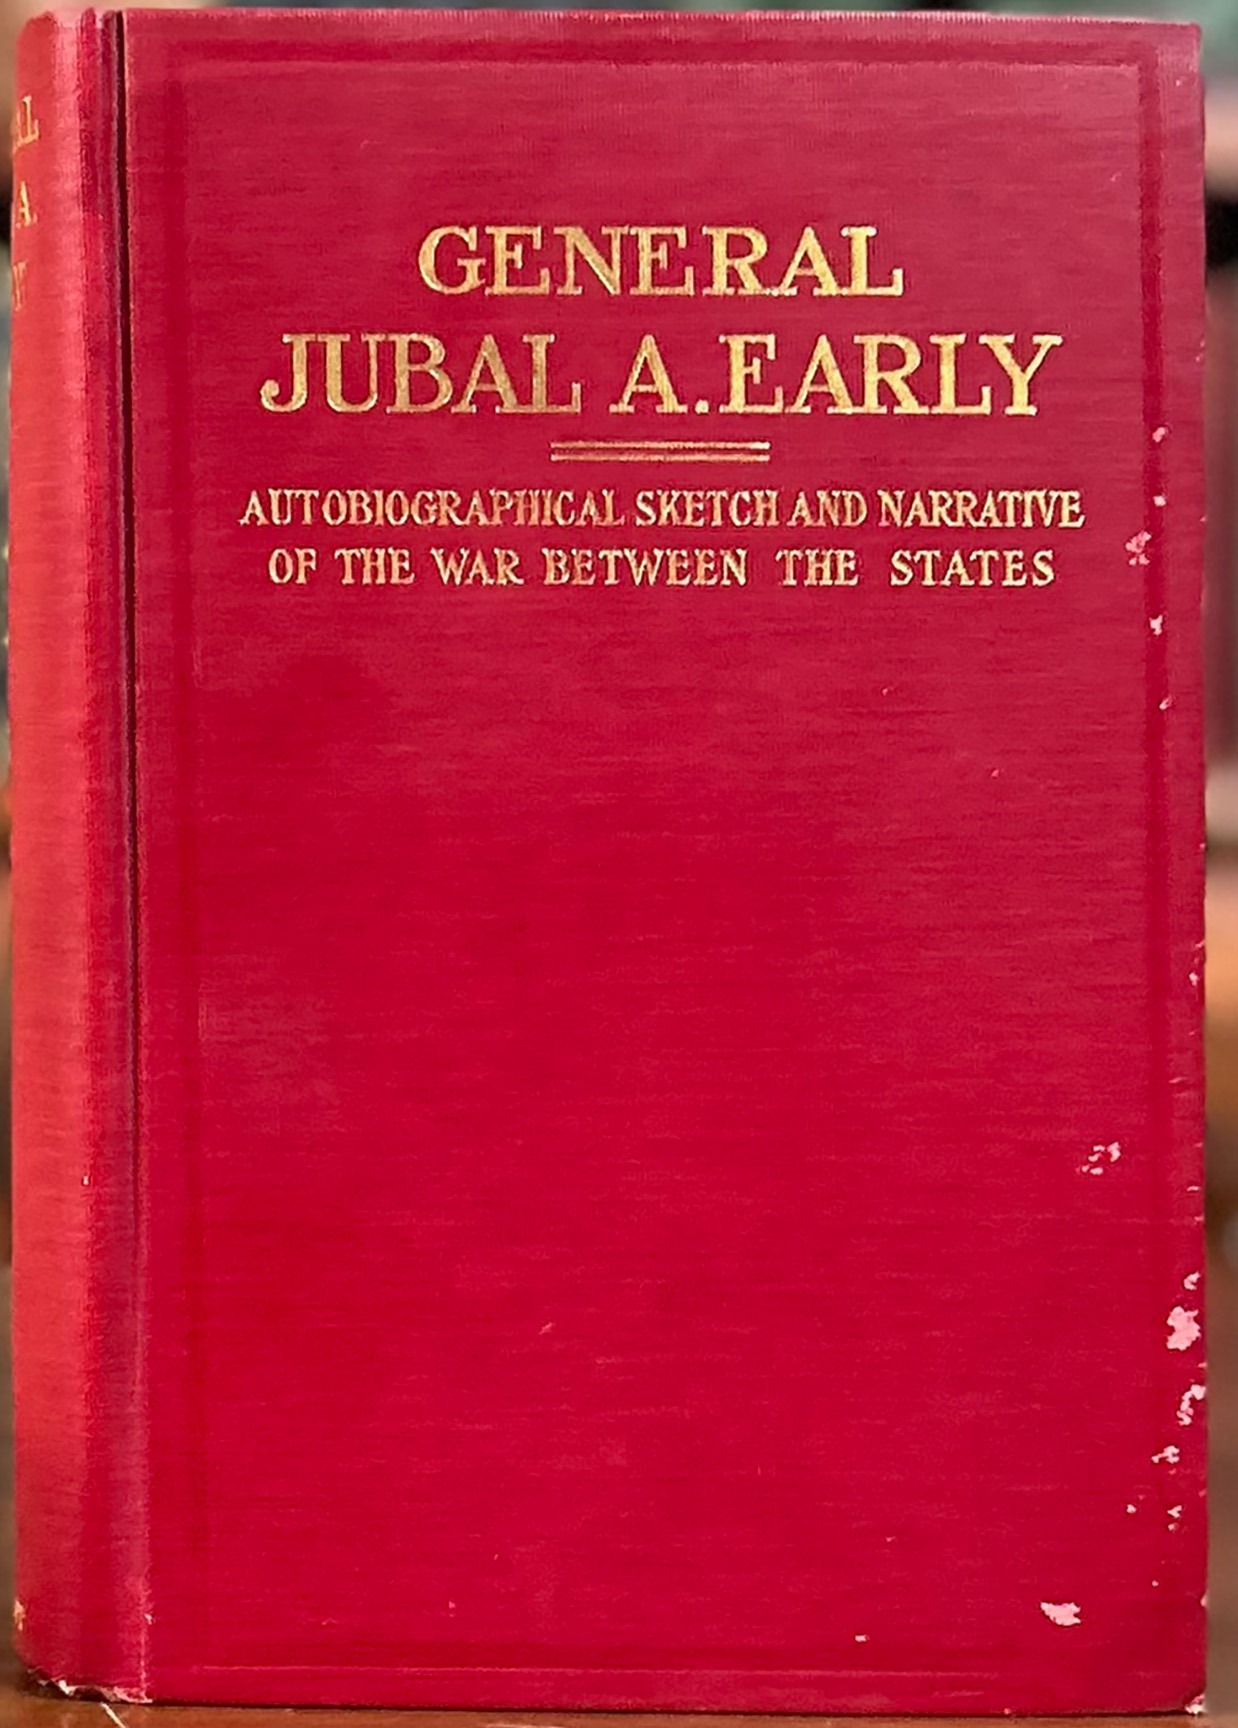 GENERAL
JUBAL A. EARLY
AUTOBIOGRAPHICAL SKETCH AND NARRATIVE
OF THE WAR BETWEEN THE STATES